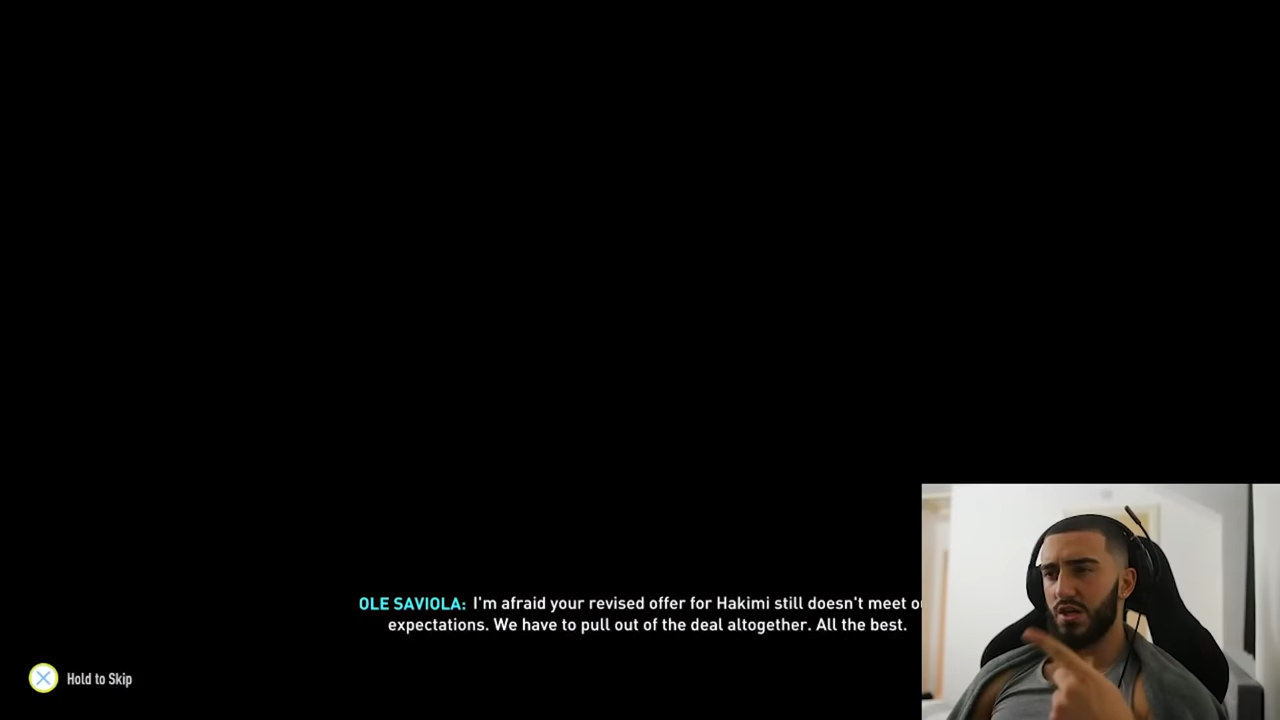 OLE SAVIOLA: I'm afraid your revised offer for Hakimi still doesn't meet
expectations. We have to pull out of the deal altogether. All the best.
Hold to Skip